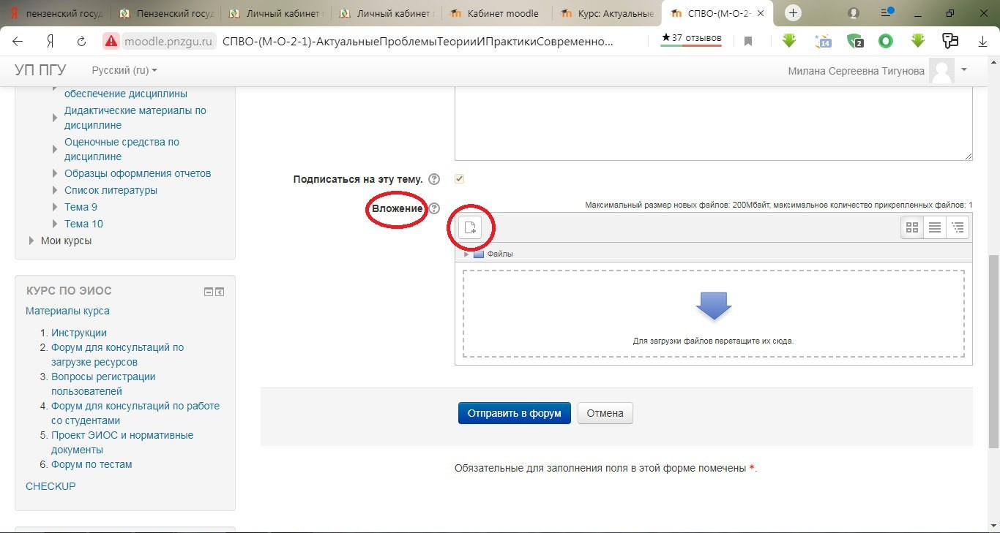 пензенский госуд
Пензенский госуд
Личный кабинет
Личный кабинет
Кабинет moodle
Курс: Актуальные
СПВО-(М-О-2-
moodle.pnzgu.ru СПВО-(М-О-2-1)-АктуальныеПроблемыТеорииИПрактикиСовременно...
★37 отзывов
14
2
УП ПГУ
Русский (ru)
Милана Сергеевна Тигунова
обеспечение дисциплины
Дидактические материалы по
дисциплине
Оценочные средства по
дисциплине
Образцы оформления отчетов
Список литературы
Тема 9
Тема 10
Мои курсы
КУРС ПО ЭИОС
Материалы курса
1. Инструкции
2. Форум для консультаций по
загрузке ресурсов
3. Вопросы регистрации
пользователей
4. Форум для консультаций по работе
со студентами
5. Проект ЭИОС и нормативные
документы
6. Форум по тестам
CHECKUP
Подписаться на эту тему.
Вложение
Максимальный размер новых файлов: 200Мбайт, максимальное количество прикрепленных файлов: 1
Файлы
Для загрузки файлов перетащите их сюда.
Отправить в форум
Отмена
Обязательные для заполнения поля в этой форме помечены *.